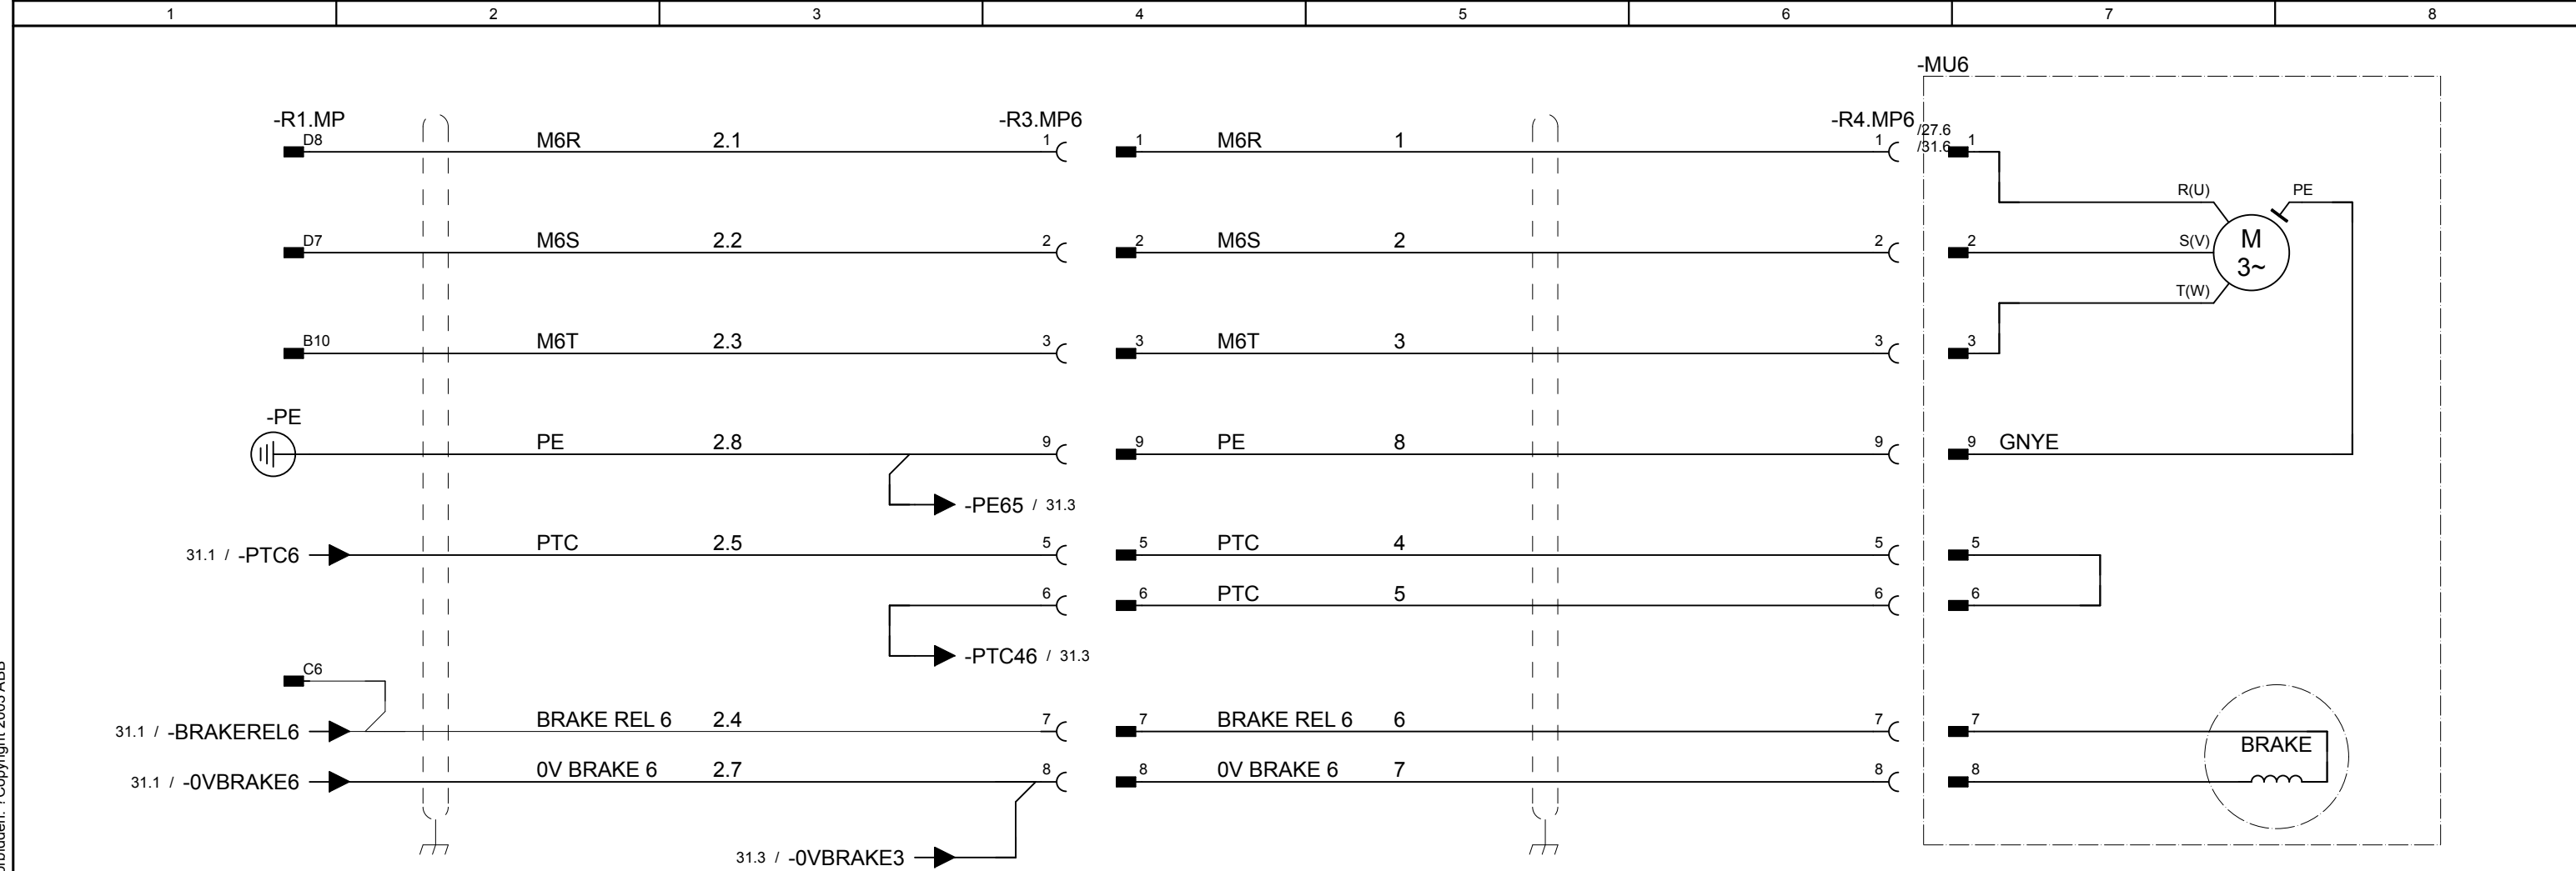 1 2 3 4 5 6 7 8
-MU6
-R1.MP -R3.MP6 -R4.MP6 /27.6
D8 M6R 2.1 1 1 M6R 1 1 /31.6 1
R(U) PE
D7 M6S 2.2 2 2 M6S 2 2 2 S(V) M
3~
T(W)
B10 M6T 2.3 3 3 M6T 3 3 3
-PE
PE 2.8 9 9 PE 8 9 9 GNYE
-PE65 / 31.3
31.1 / -PTC6 PTC 2.5 5 5 PTC 4 5 5
6 6 PTC 5 6 6
-PTC46 / 31.3
C6
31.1 / -BRAKEREL6 BRAKE REL 6 2.4 7 7 BRAKE REL 6 6 7 7
BRAKE
31.1 / -0VBRAKE6 0V BRAKE 6 2.7 8 8 0V BRAKE 6 7 8 8
31.3 / -0VBRAKE3
Copyright 2003 ABB